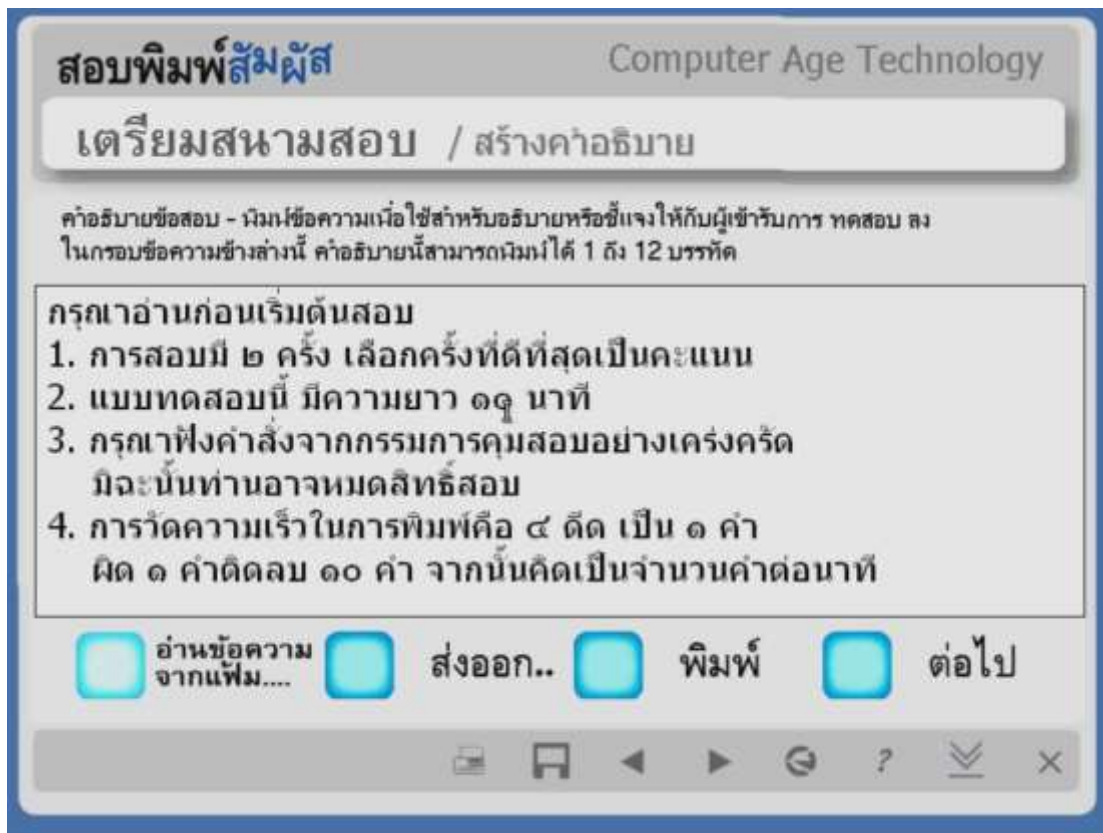 สอบพิมพ์สัมผัส
Computer Age Technology
เตรียมสนามสอบ / สร้างคำอธิบาย
คำอธิบายข้อสอบ - พิมพ์ข้อความเพื่อใช้สำหรับอธิบายหรือชี้แจงให้กับผู้เข้ารับการ ทดสอบ ลง
ในกรอบข้อความข้างล่างนี้ คำอธิบายนี้สามารถพิมพ์ได้ 1 ถึง 12 บรรทัด
กรุณาอ่านก่อนเริ่มต้นสอบ
1. การสอบมี ๒ ครั้ง เลือกครั้งที่ดีที่สุดเป็นคะแนน
2. แบบทดสอบนี้ มีความยาว นาที
3. กรุณาฟังคำสั่งจากกรรมการคุมสอบอย่างเคร่งครัด
มิฉะนั้นท่านอาจหมดสิทธิ์สอบ
4. การวัดความเร็วในการพิมพ์คือ ๔ ดีด เป็น ๑ คำ
ผิด ๑ คำติดลบ ๑๐ คำ จากนั้นคิดเป็นจำนวนคำต่อนาที
อ่านข้อความ
จากแฟ้ม....
ส่งออก..
พิมพ์
ต่อไป
?